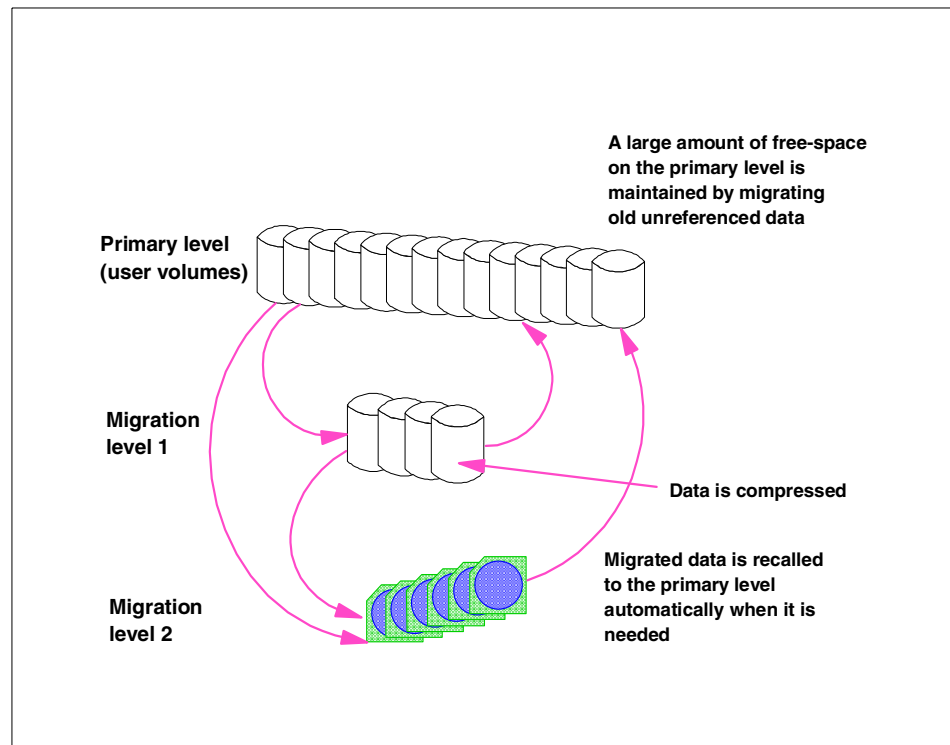 A large amount of free-space
on the primary level is
maintained by migrating
old unreferenced data
Primary level
(user volumes)
Migration
level 1
Data is compressed
Migrated data is recalled
to the primary level
automatically when it is
needed
Migration
level 2